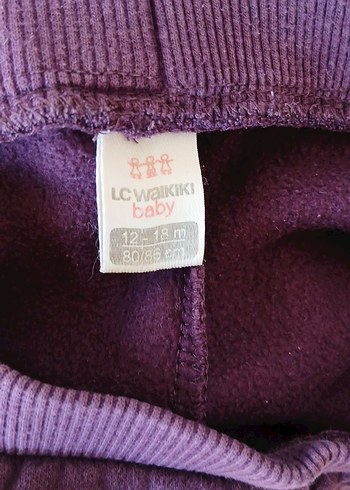 LC WAIKIKI
baby
12 - 18 m
80/86 cm